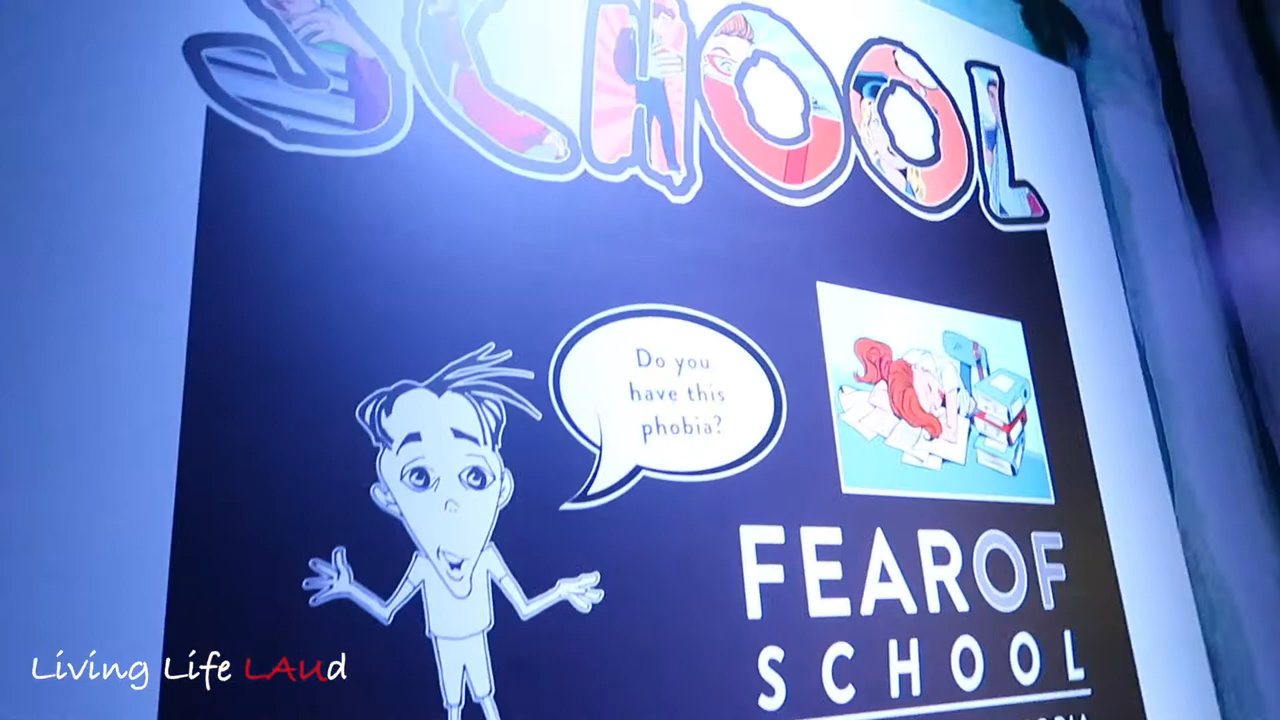 SCHOOL
Do you
have this
phobia?
FEAR OF
SCHOOL
Living Life LAUd